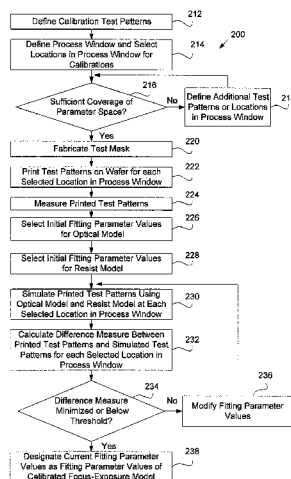 Define Calibration Test Patterns
212
200
Define Process Window and Select
Locations in Process Window for
Calibrations
214
216
Sufficient Coverage of
Parameter Space?
No
Define Additional Test
Patterns or Locations
in Process Window
Yes
Fabricate Test Mask
220
Print Test Patterns on Wafer for each
Selected Location in Process Window
222
Measure Printed Test Patterns
224
Select Initial Fitting Parameter Values
for Optical Model
226
Select Initial Fitting Parameter Values
for Resist Model
228
Simulate Printed Test Patterns Using
Optical Model and Resist Model at Each
Selected Location in Process Window
230
Calculate Difference Measure Between
Printed Test Patterns and Simulated Test
Patterns for each Selected Location in
Process Window
232
234
Difference Measure
Minimized or Below
Threshold?
No
236
Modify Fitting Parameter
Values
Yes
Designate Current Fitting Parameter
Values as Fitting Parameter Values of
Calibrated Focus-Exposure Model
238